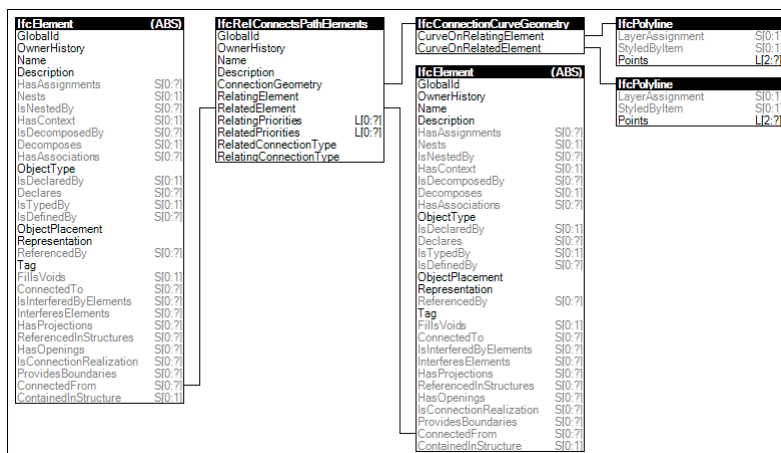 IfcElement (ABS)
GlobalId
OwnerHistory
Name
Description
HasAssignments S[0:?]
Nests S[0:1]
IsNestedBy S[0:?]
HasContext S[0:1]
IsDecomposedBy S[0:?]
Decomposes S[0:1]
HasAssociations S[0:?]
ObjectType
IsDeclaredBy S[0:1]
Declares S[0:?]
IsTypedBy S[0:1]
IsDefinedBy S[0:?]
ObjectPlacement
Representation
ReferencedBy S[0:?]
Tag
FillsVoids S[0:1]
ConnectedTo S[0:?]
IsInterferedByElements S[0:?]
InterferesElements S[0:?]
HasProjections S[0:?]
ReferencedInStructures S[0:?]
HasOpenings S[0:?]
IsConnectionRealization S[0:?]
ProvidesBoundaries S[0:?]
ConnectedFrom S[0:?]
ContainedInStructure S[0:1]
IfcRelConnectsPathElements
GlobalId
OwnerHistory
Name
Description
ConnectionGeometry
RelatingElement
RelatedElement
RelatingPriorities L[0:?]
RelatedPriorities L[0:?]
RelatedConnectionType
RelatingConnectionType
IfcConnectionCurveGeometry
CurveOnRelatingElement
CurveOnRelatedElement
IfcElement (ABS)
GlobalId
OwnerHistory
Name
Description
HasAssignments S[0:?]
Nests S[0:1]
IsNestedBy S[0:?]
HasContext S[0:1]
IsDecomposedBy S[0:?]
Decomposes S[0:1]
HasAssociations S[0:?]
ObjectType
IsDeclaredBy S[0:1]
Declares S[0:?]
IsTypedBy S[0:1]
IsDefinedBy S[0:?]
ObjectPlacement
Representation
ReferencedBy S[0:?]
Tag
FillsVoids S[0:1]
ConnectedTo S[0:?]
IsInterferedByElements S[0:?]
InterferesElements S[0:?]
HasProjections S[0:?]
ReferencedInStructures S[0:?]
HasOpenings S[0:?]
IsConnectionRealization S[0:?]
ProvidesBoundaries S[0:?]
ConnectedFrom S[0:?]
ContainedInStructure S[0:1]
IfcPolyline
LayerAssignment S[0:1]
StyledByItem S[0:1]
Points L[2:?]
IfcPolyline
LayerAssignment S[0:1]
StyledByItem S[0:1]
Points L[2:?]